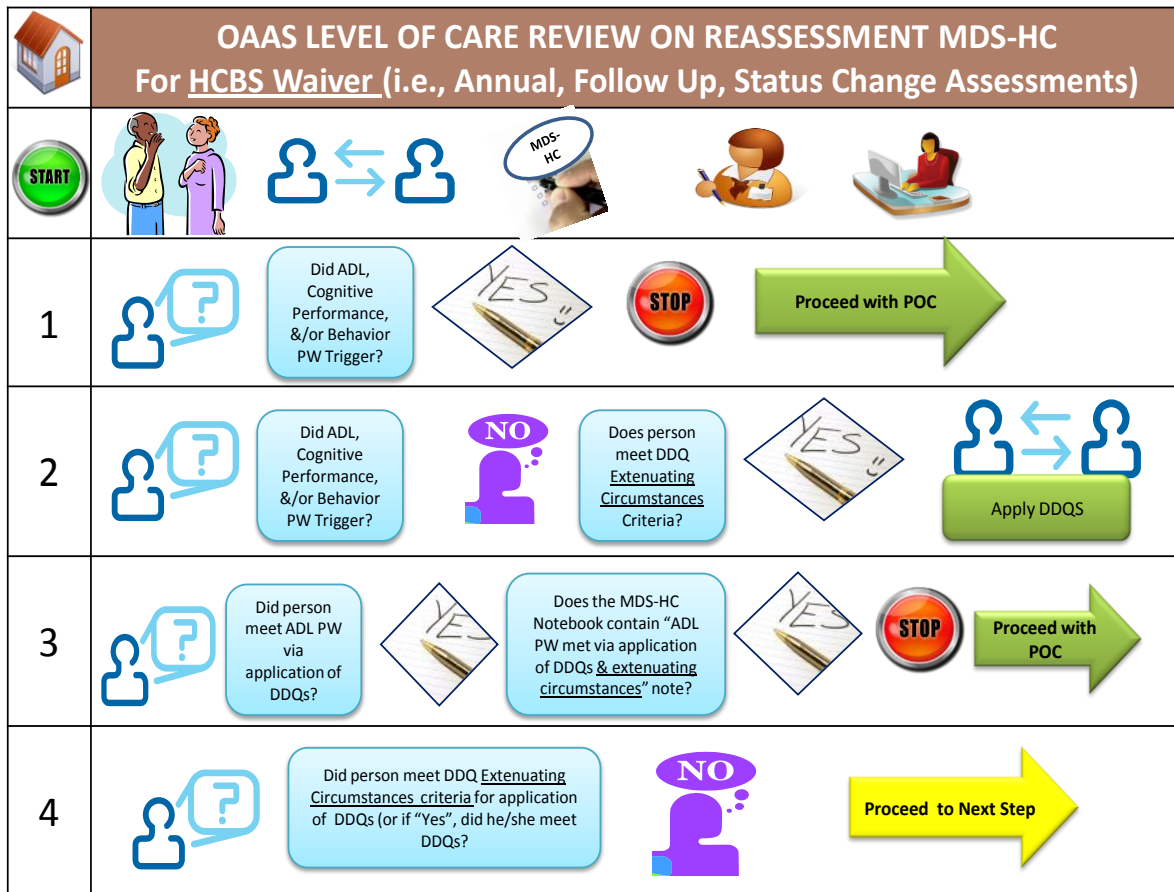 OAAS LEVEL OF CARE REVIEW ON REASSESSMENT MDS-HC
For HCBS Waiver (i.e., Annual, Follow Up, Status Change Assessments)
START
MDS-
HC
1
?
Did ADL,
Cognitive
Performance,
&/or Behavior
PW Trigger?
YES
STOP
Proceed with POC
2
?
Did ADL,
Cognitive
Performance,
&/or Behavior
PW Trigger?
NO
Does person
meet DDQ
Extenuating
Circumstances
Criteria?
YES
Apply DDQS
3
?
Did person
meet ADL PW
via
application of
DDQs?
YES
Does the MDS-HC
Notebook contain “ADL
PW met via application
of DDQs & extenuating
circumstances” note?
YES
STOP
Proceed with
POC
4
?
Did person meet DDQ Extenuating
Circumstances criteria for application
of DDQs (or if “Yes”, did he/she meet
DDQs?
NO
Proceed to Next Step